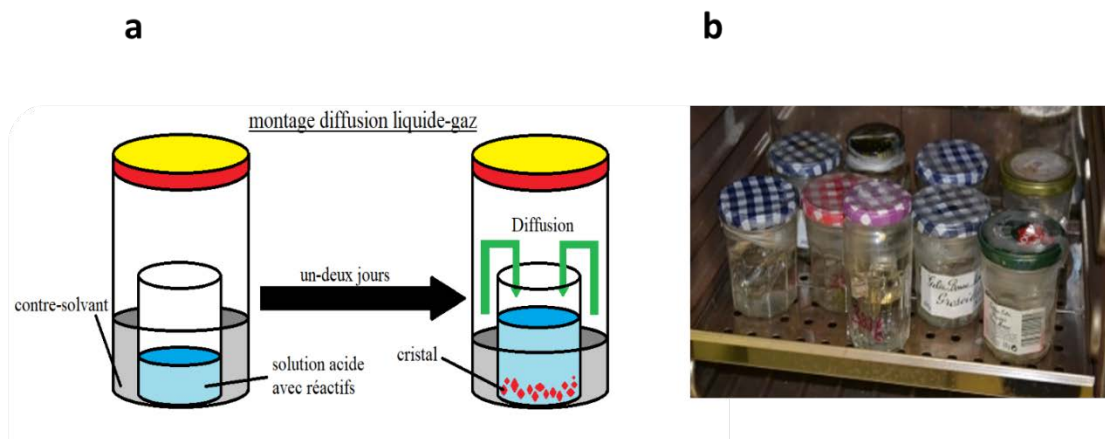 a
b
montage diffusion liquide-gaz
Diffusion
un-deux jours
contre-solvant
solution acide
avec réactifs
cristal